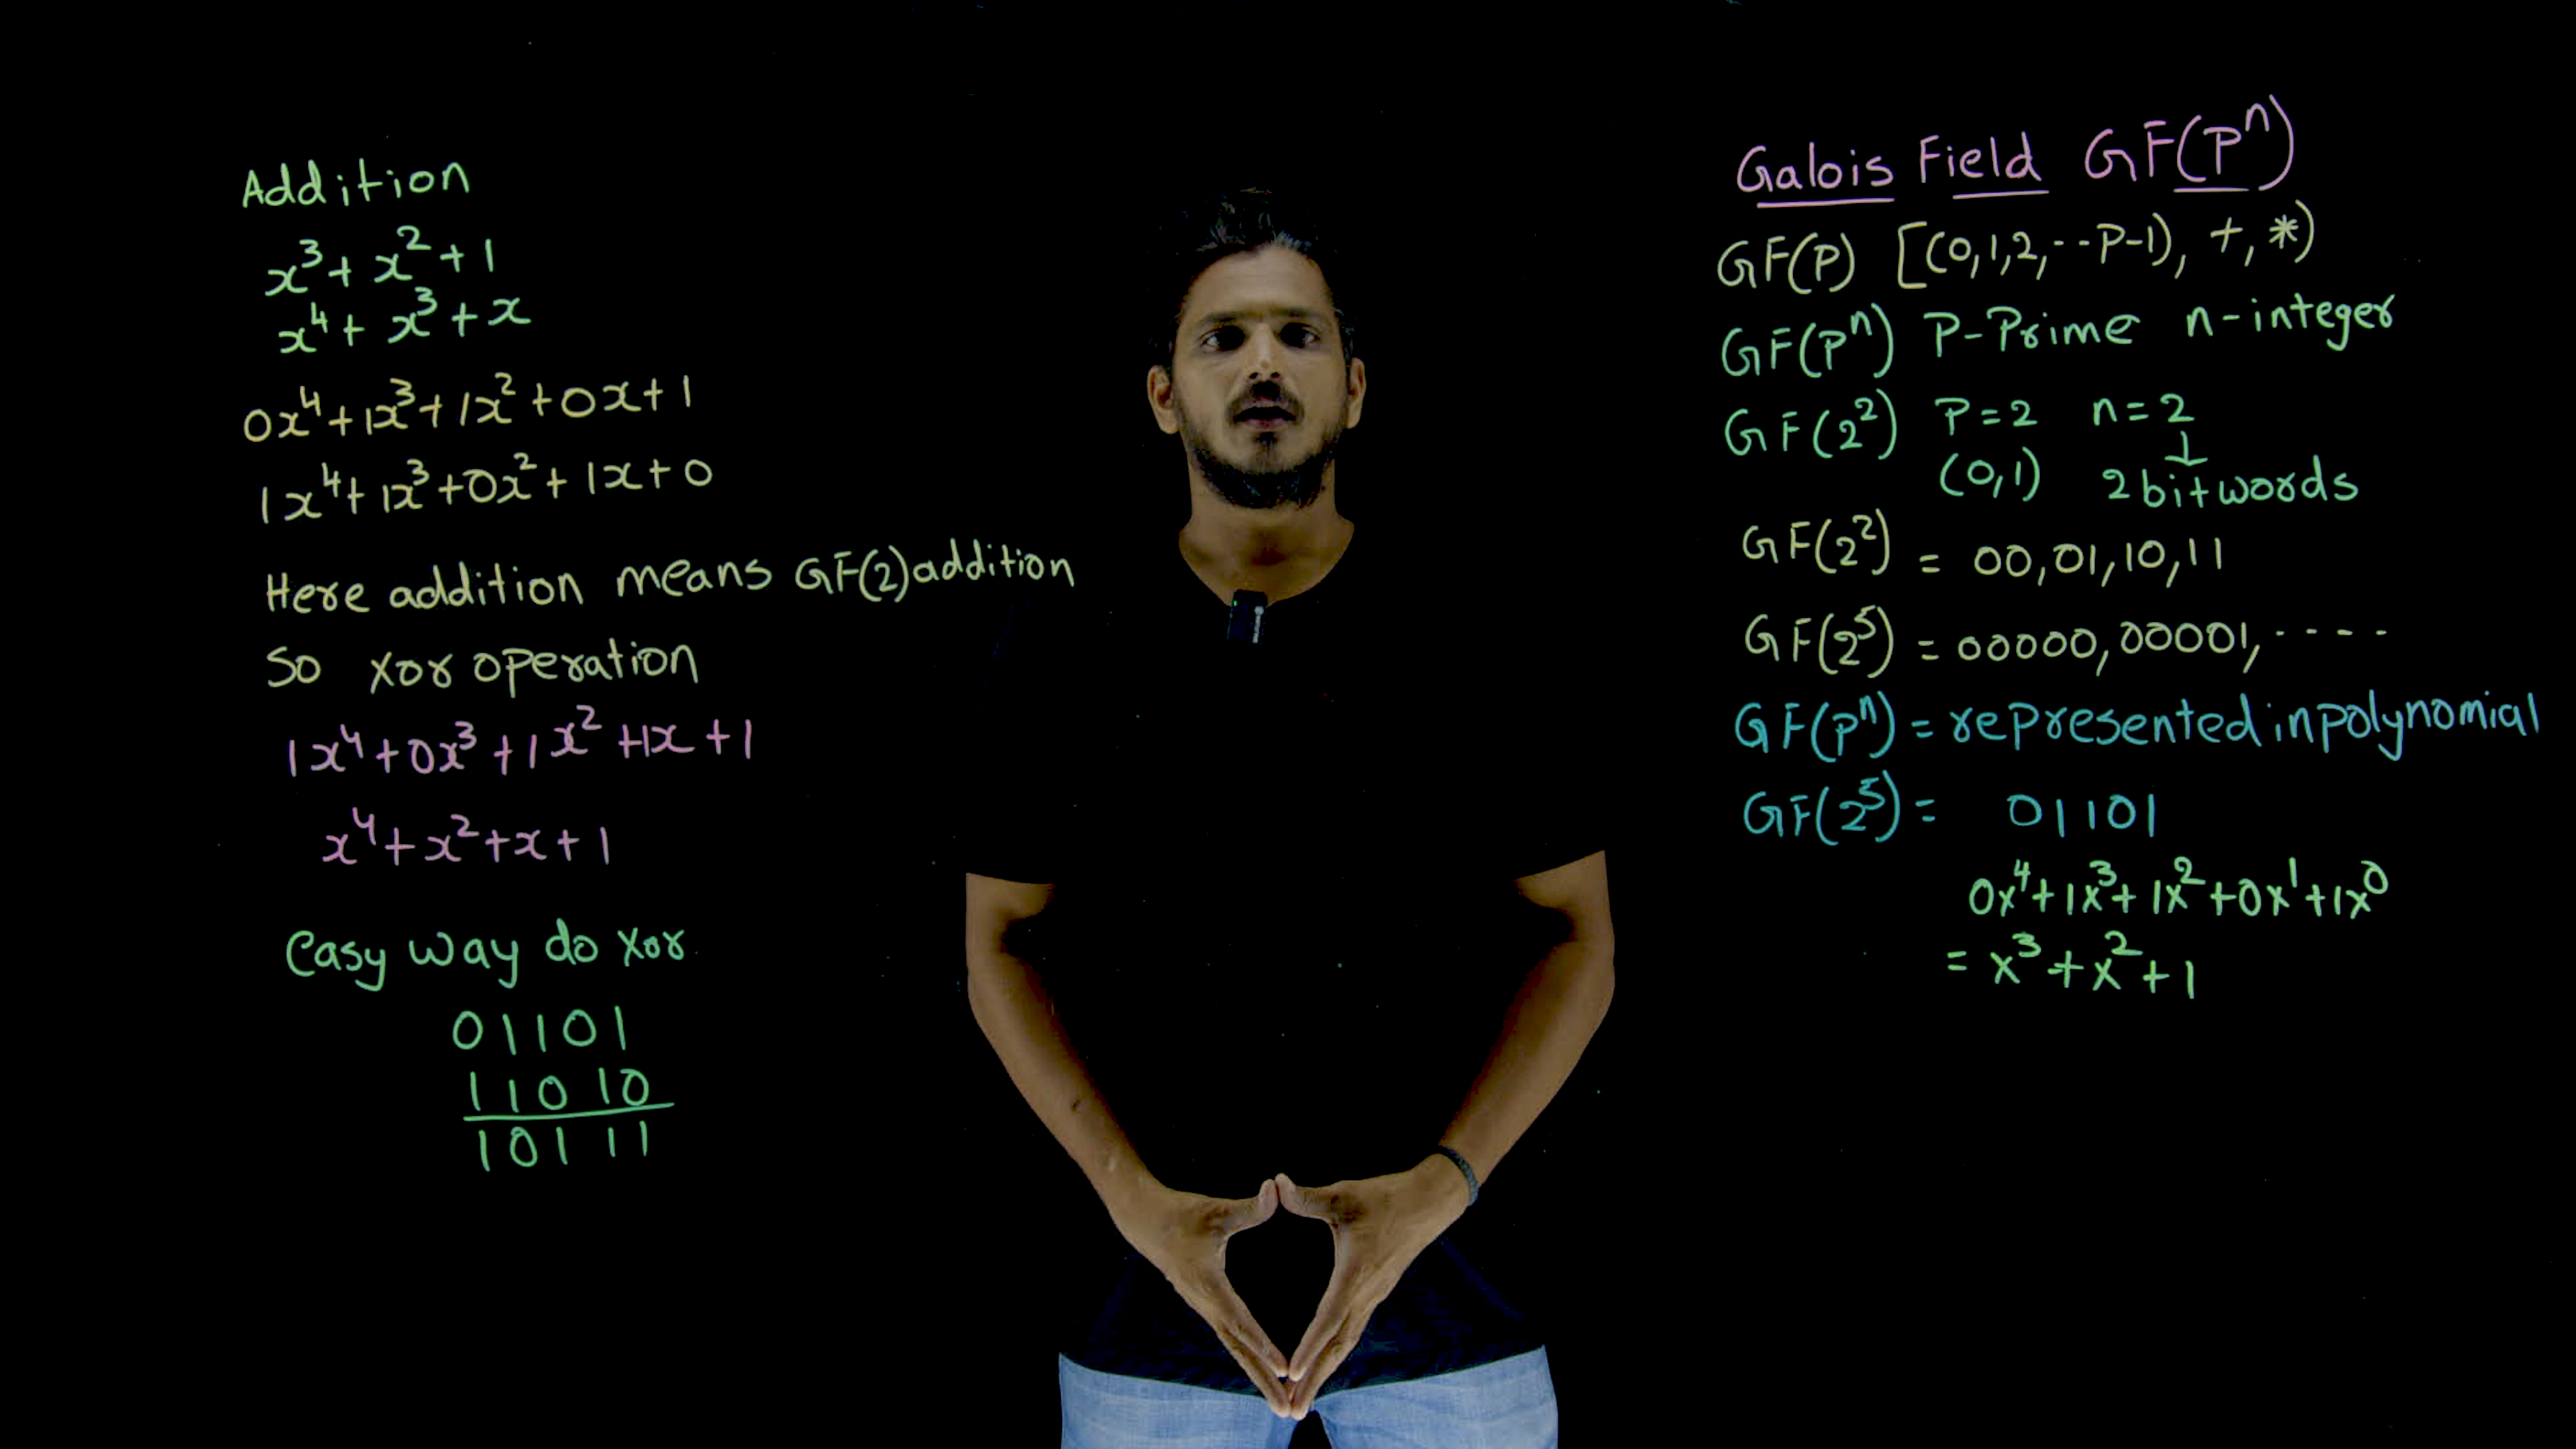 Addition
x³ + x² + 1
x⁴ + x³ + x
0x⁴ + 1x³ + 1x² + 0x + 1
1x⁴ + 1x³ + 0x² + 1x + 0
Here addition means GF(2) addition
So xor operation
1x⁴ + 0x³ + 1x² + 1x + 1
x⁴ + x² + x + 1
Easy way do xor
01101
11010
10111
Galois Field GF(Pⁿ)
GF(P) [(0,1,2,--P-1), +, *)
GF(Pⁿ) P-Prime n-integer
GF(2²) P=2 n=2
(0,1) ↓ 2 bit words
GF(2²) = 00,01,10,11
GF(2⁵) = 00000,00001,----
GF(Pⁿ) = represented in polynomial
GF(2⁵) = 01101
0x⁴ + 1x³ + 1x² + 0x¹ + 1x⁰
= x³ + x² + 1